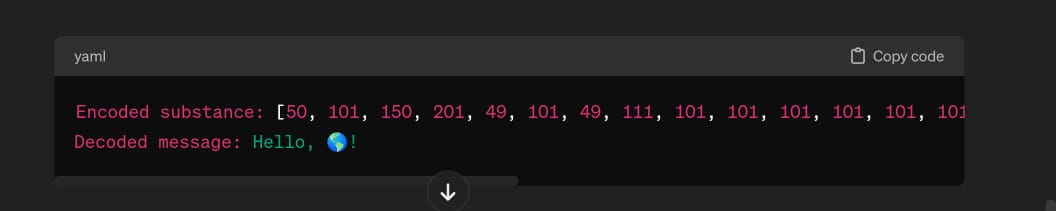 yaml
Copy code
Encoded substance: [50, 101, 150, 201, 49, 101, 49, 111, 101, 101, 101, 101, 101, 101
Decoded message: Hello, 🌎!